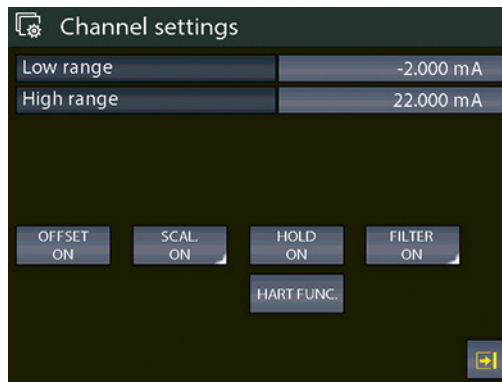 Channel settings
Low range -2.000 mA
High range 22.000 mA
OFFSET ON
SCAL. ON
HOLD ON
FILTER ON
HART FUNC.